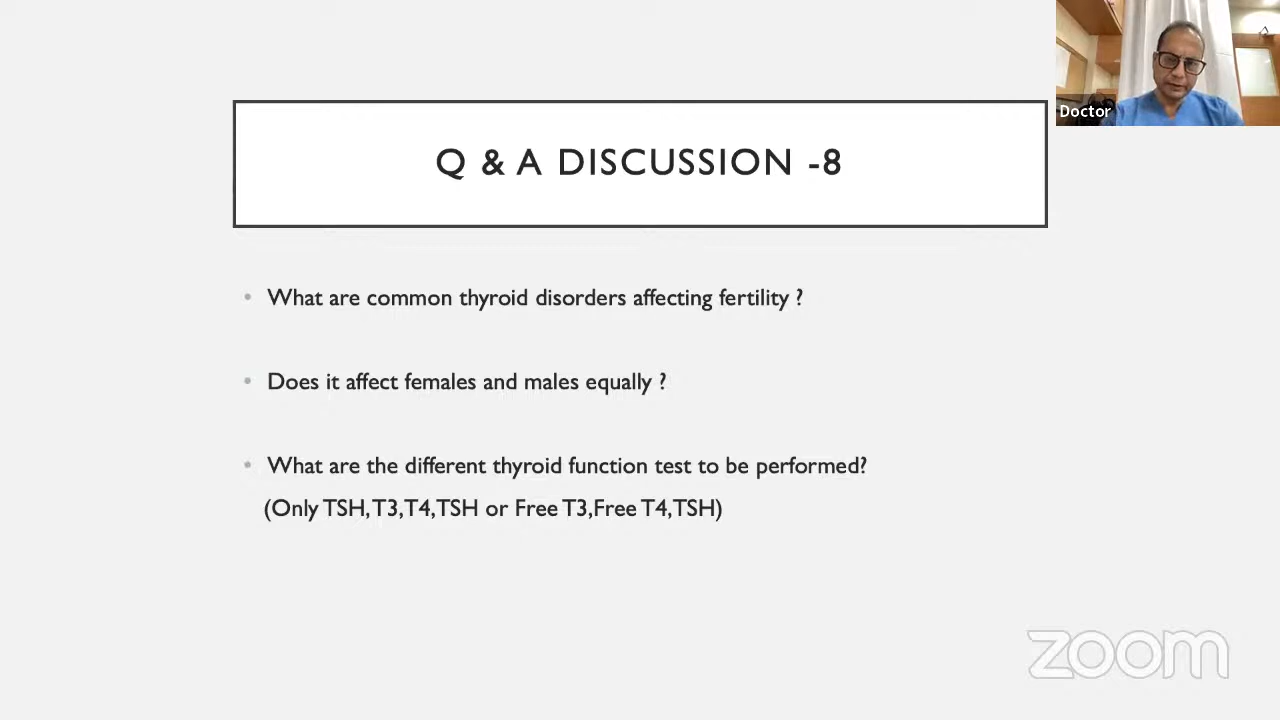 Doctor
Q & A DISCUSSION -8
• What are common thyroid disorders affecting fertility ?
• Does it affect females and males equally ?
• What are the different thyroid function test to be performed?
(Only TSH,T3,T4,TSH or Free T3,Free T4,TSH)
zoom